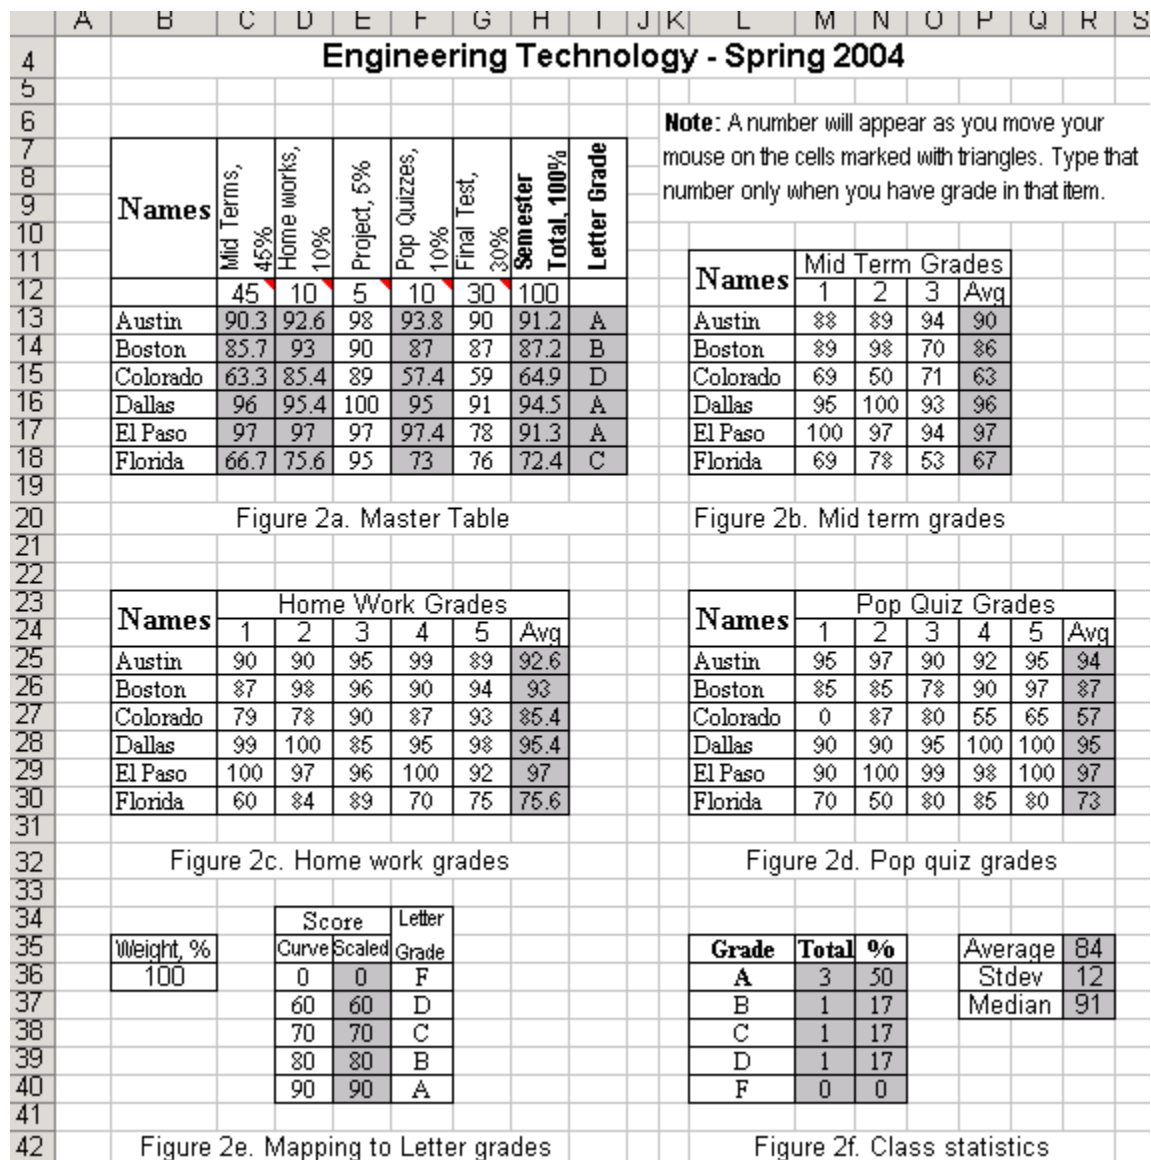 A B C D E F G H I J K L M N O P Q R S
4 Engineering Technology - Spring 2004
5
6 Note: A number will appear as you move your
7 mouse on the cells marked with triangles. Type that
8 number only when you have grade in that item.
9 Names Mid Terms, 45% Home works, 10% Project, 5% Pop Quizzes, 10% Final Test, 30% Semester Total, 100% Letter Grade
10
11 Names Mid Term Grades
12 45 10 5 10 30 100 1 2 3 Avg
13 Austin 90.3 92.6 98 93.8 90 91.2 A Austin 88 89 94 90
14 Boston 85.7 93 90 87 87 87.2 B Boston 89 98 70 86
15 Colorado 63.3 85.4 89 57.4 59 64.9 D Colorado 69 50 71 63
16 Dallas 96 95.4 100 95 91 94.5 A Dallas 95 100 93 96
17 El Paso 97 97 97 97.4 78 91.3 A El Paso 100 97 94 97
18 Florida 66.7 75.6 95 73 76 72.4 C Florida 69 78 53 67
19
20 Figure 2a. Master Table Figure 2b. Mid term grades
21
22
23 Names Home Work Grades Names Pop Quiz Grades
24 1 2 3 4 5 Avg 1 2 3 4 5 Avg
25 Austin 90 90 95 99 89 92.6 Austin 95 97 90 92 95 94
26 Boston 87 98 96 90 94 93 Boston 85 85 78 90 97 87
27 Colorado 79 78 90 87 93 85.4 Colorado 0 87 80 55 65 57
28 Dallas 99 100 85 95 98 95.4 Dallas 90 90 95 100 100 95
29 El Paso 100 97 96 100 92 97 El Paso 90 100 99 98 100 97
30 Florida 60 84 89 70 75 75.6 Florida 70 50 80 85 80 73
31
32 Figure 2c. Home work grades Figure 2d. Pop quiz grades
33
34 Score Letter
35 Weight, % Curve Scaled Grade Grade Total % Average 84
36 100 0 0 F A 3 50 Stdev 12
37 60 60 D B 1 17 Median 91
38 70 70 C C 1 17
39 80 80 B D 1 17
40 90 90 A F 0 0
41
42 Figure 2e. Mapping to Letter grades Figure 2f. Class statistics